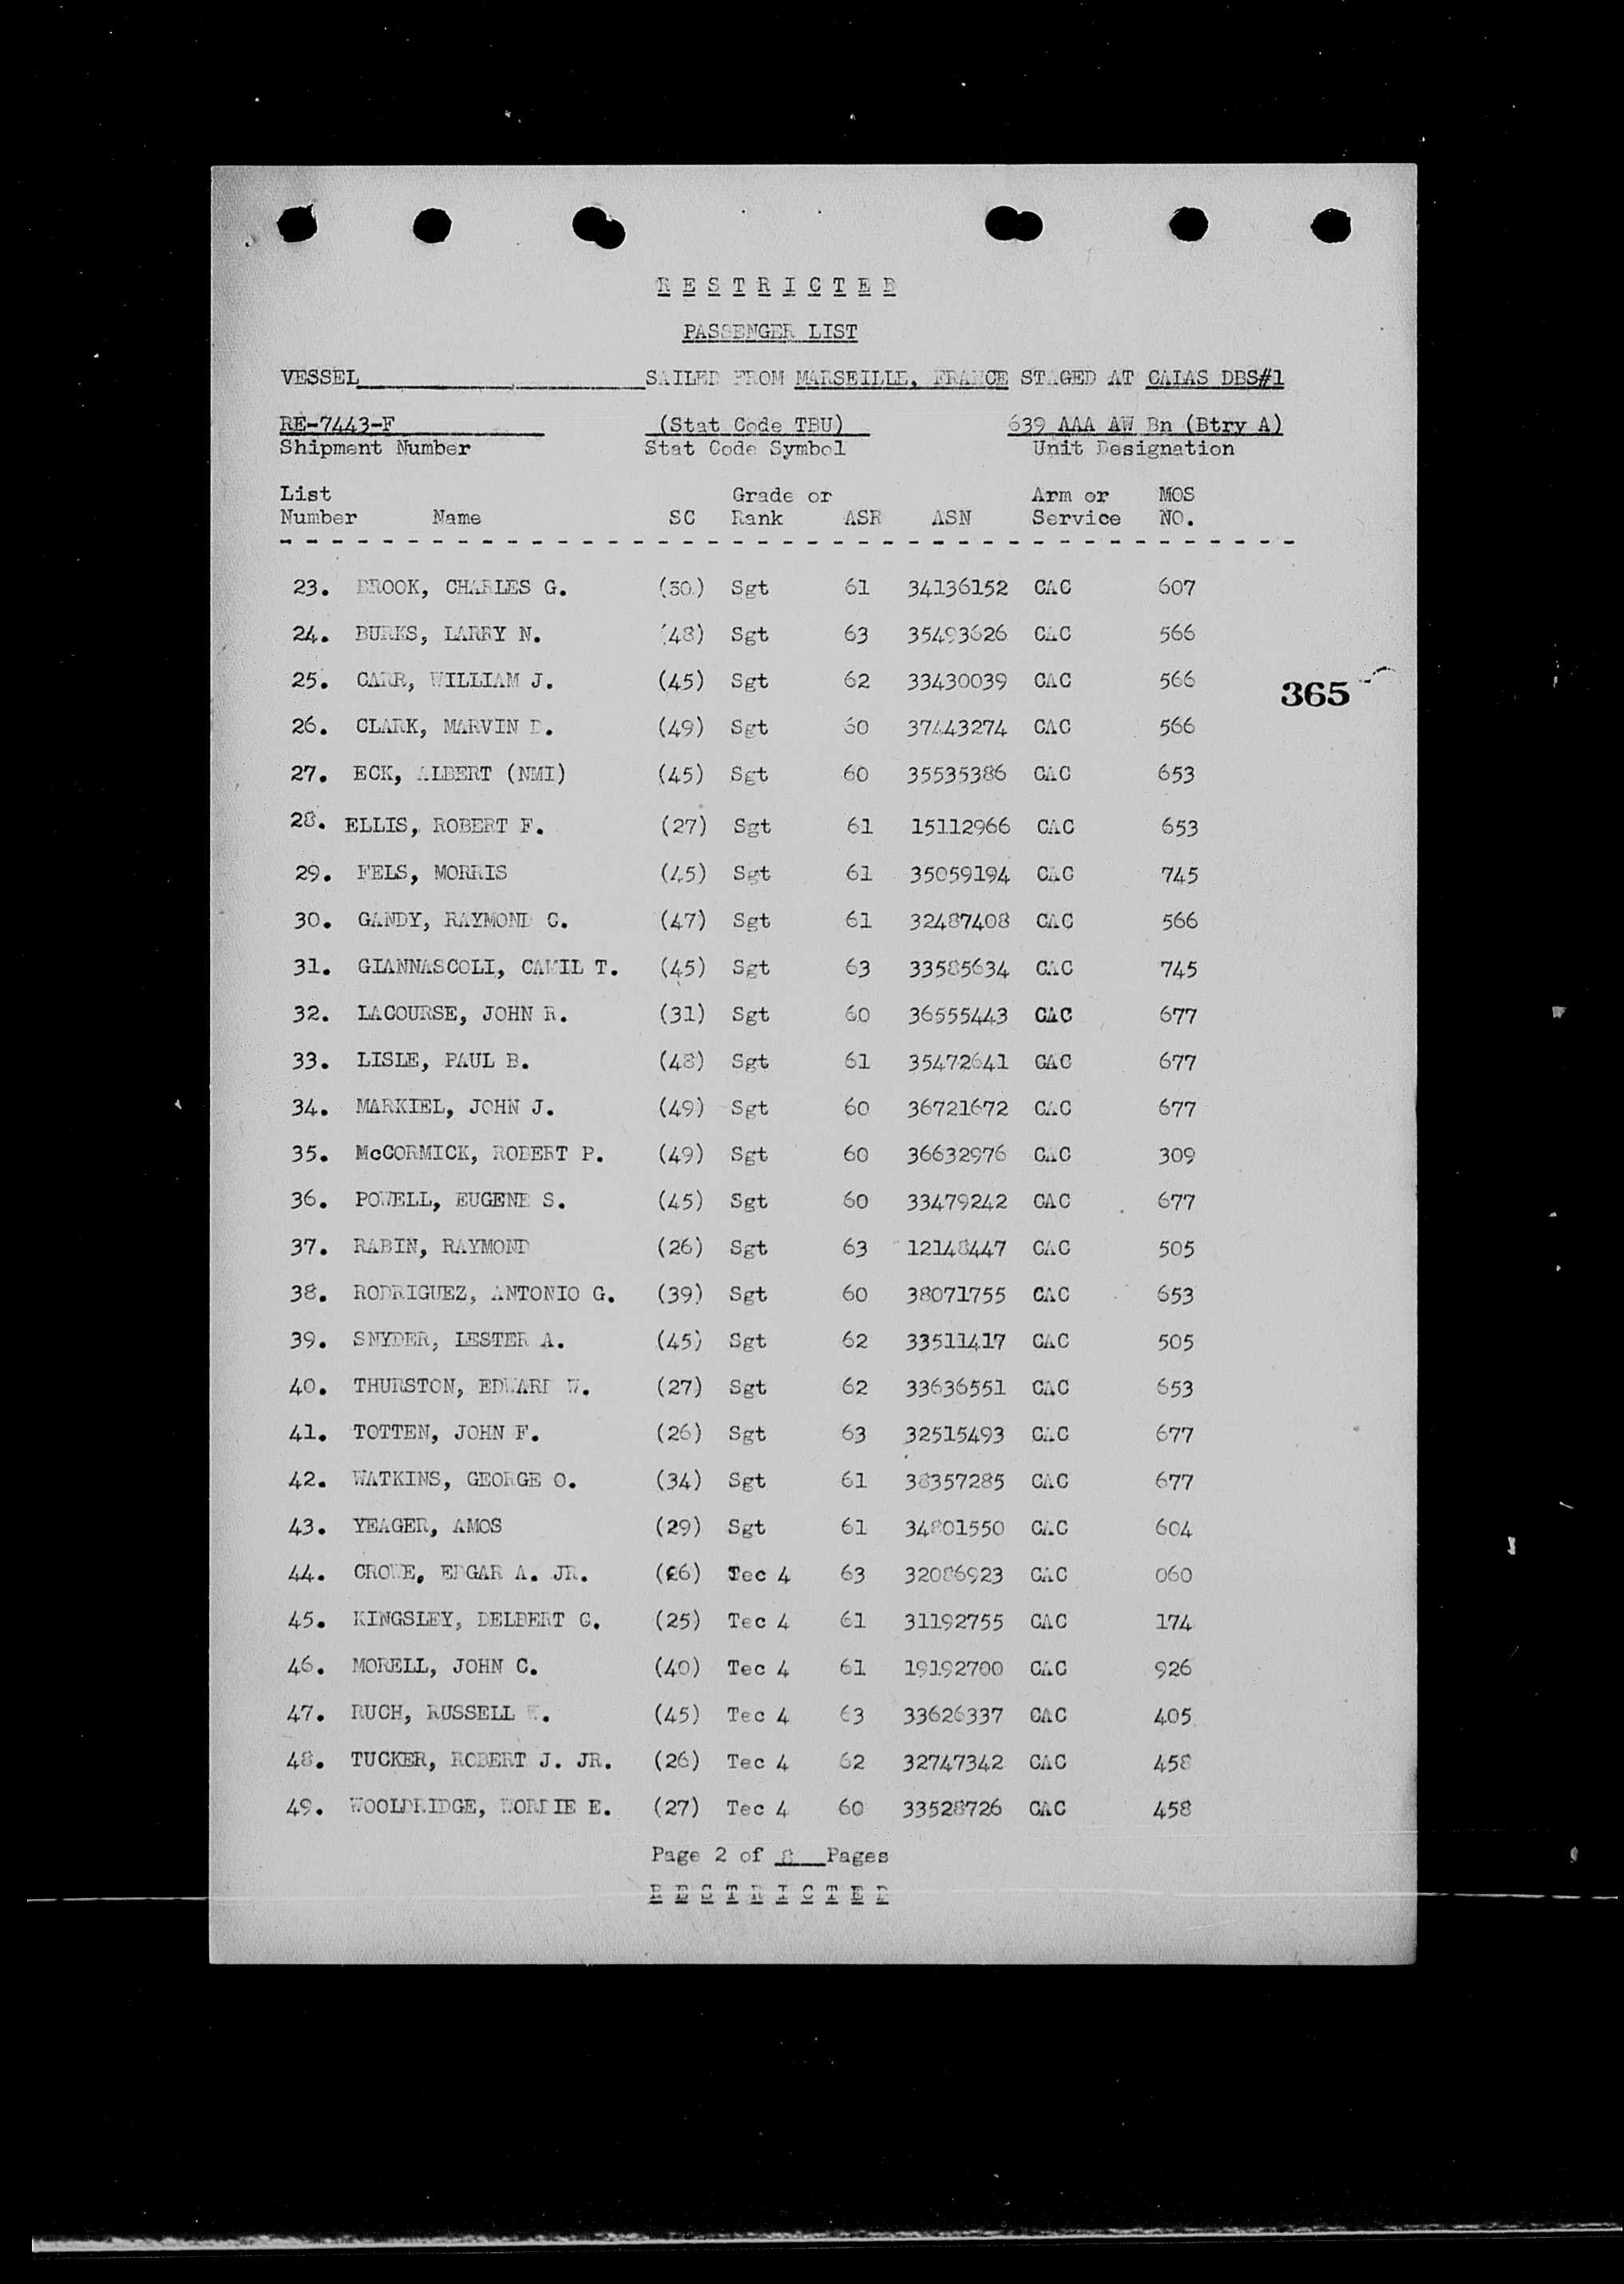 RESTRICTED
PASSENGER LIST
VESSEL____________SAILED FROM MARSEILLE, FRANCE STAGED AT CALAS DBS#1
RE-7443-F (Stat Code TBU) 639 AAA AW Bn (Btry A)
Shipment Number Stat Code Symbol Unit Designation
List Grade or Arm or MOS
Number Name SC Rank ASR ASN Service NO.
23. BROOK, CHARLES G. (30) Sgt 61 34136152 CAC 607
24. BURKS, LARRY N. (48) Sgt 63 35493626 CAC 566
25. CARR, WILLIAM J. (45) Sgt 62 33430039 CAC 566
365
26. CLARK, MARVIN D. (49) Sgt 60 37443274 CAC 566
27. ECK, ALBERT (NMI) (45) Sgt 60 35535386 CAC 653
28. ELLIS, ROBERT F. (27) Sgt 61 15112966 CAC 653
29. FELS, MORRIS (45) Sgt 61 35059194 CAC 745
30. GANDY, RAYMOND C. (47) Sgt 61 32487408 CAC 566
31. GIANNASCOLI, CAMIL T. (45) Sgt 63 33585634 CAC 745
32. LACOURSE, JOHN R. (31) Sgt 60 36555443 CAC 677
33. LISLE, PAUL B. (48) Sgt 61 35472641 CAC 677
34. MARKIEL, JOHN J. (49) Sgt 60 36721672 CAC 677
35. McCORMICK, ROBERT P. (49) Sgt 60 36632976 CAC 309
36. POWELL, EUGENE S. (45) Sgt 60 33479242 CAC 677
37. RABIN, RAYMOND (26) Sgt 63 12148447 CAC 505
38. RODRIGUEZ, ANTONIO G. (39) Sgt 60 38071755 CAC 653
39. SNYDER, LESTER A. (45) Sgt 62 33511417 CAC 505
40. THURSTON, EDWARD W. (27) Sgt 62 33636551 CAC 653
41. TOTTEN, JOHN F. (26) Sgt 63 32515493 CAC 677
42. WATKINS, GEORGE O. (34) Sgt 61 38357285 CAC 677
43. YEAGER, AMOS (29) Sgt 61 34801550 CAC 604
44. CROWE, EDGAR A. JR. (26) Tec 4 63 32086923 CAC 060
45. KINGSLEY, DELBERT G. (25) Tec 4 61 31192755 CAC 174
46. MORELL, JOHN C. (40) Tec 4 61 19192700 CAC 926
47. RUCH, RUSSELL W. (45) Tec 4 63 33626337 CAC 405
48. TUCKER, ROBERT J. JR. (26) Tec 4 62 32747342 CAC 458
49. WOOLDRIDGE, WORDIE E. (27) Tec 4 60 33528726 CAC 458
Page 2 of 8 Pages
RESTRICTED